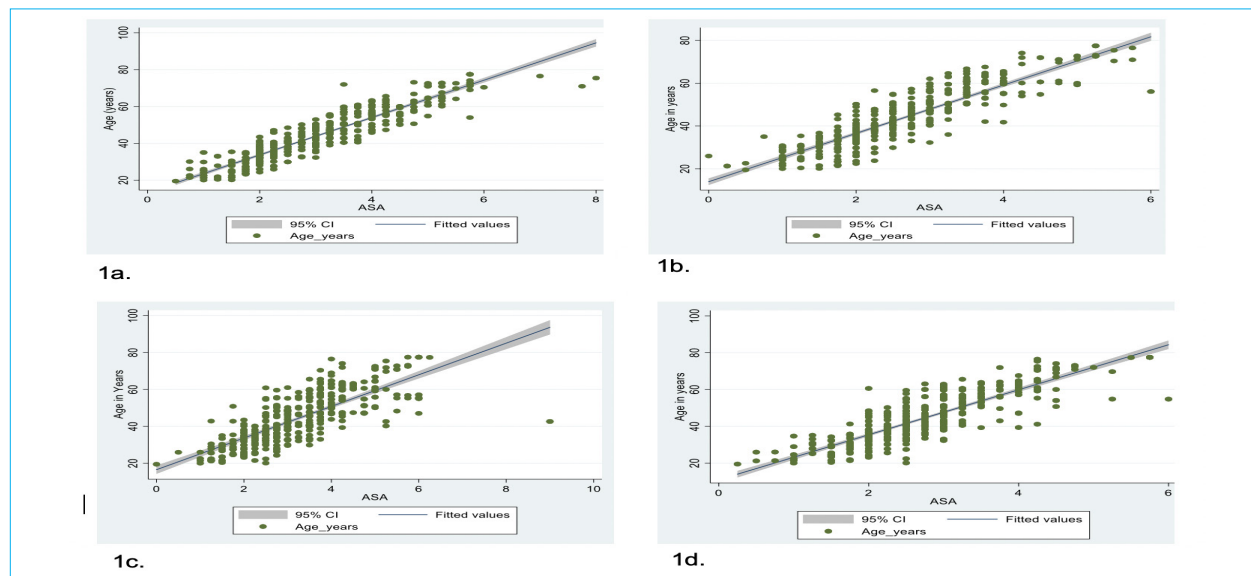 100
80
60
40
20
Age (years)
0
2
4
6
8
ASA
95% CI
Fitted values
Age_years
1a.
80
60
40
20
Age in years
0
2
4
6
ASA
95% CI
Fitted values
Age_years
1b.
100
80
60
40
20
Age in Years
0
2
4
6
8
10
ASA
95% CI
Fitted values
Age_years
1c.
100
80
60
40
20
Age in years
0
2
4
6
ASA
95% CI
Fitted values
Age_years
1d.